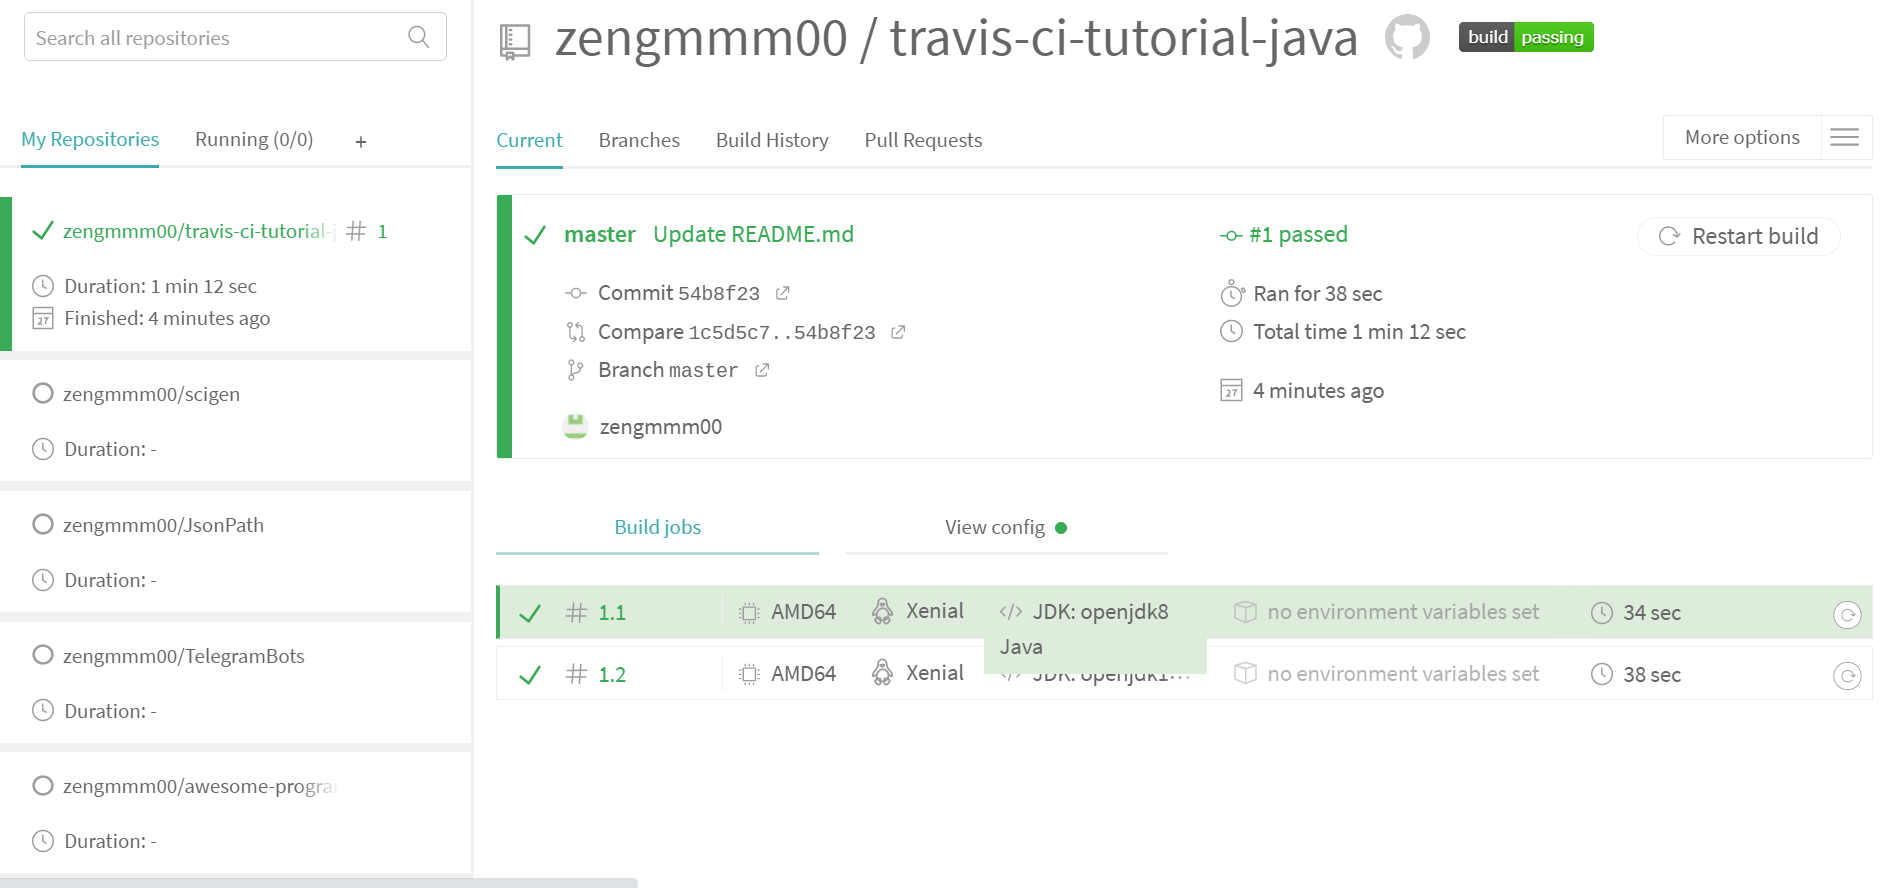 Search all repositories
My Repositories
Running (0/0)
+
zengmmm00/travis-ci-tutorial-j # 1
Duration: 1 min 12 sec
27 Finished: 4 minutes ago
zengmmm00/scigen
Duration: -
zengmmm00/JsonPath
Duration: -
zengmmm00/TelegramBots
Duration: -
zengmmm00/awesome-progra
Duration: -
zengmmm00 / travis-ci-tutorial-java
build passing
Current
Branches
Build History
Pull Requests
More options
master Update README.md
Commit 54b8f23
Compare 1c5d5c7..54b8f23
Branch master
zengmmm00
#1 passed
Ran for 38 sec
Total time 1 min 12 sec
27 4 minutes ago
Restart build
Build jobs
View config
# 1.1 AMD64 Xenial </> JDK: openjdk8 no environment variables set 34 sec
Java
# 1.2 AMD64 Xenial </> JDK: openjdk1… no environment variables set 38 sec